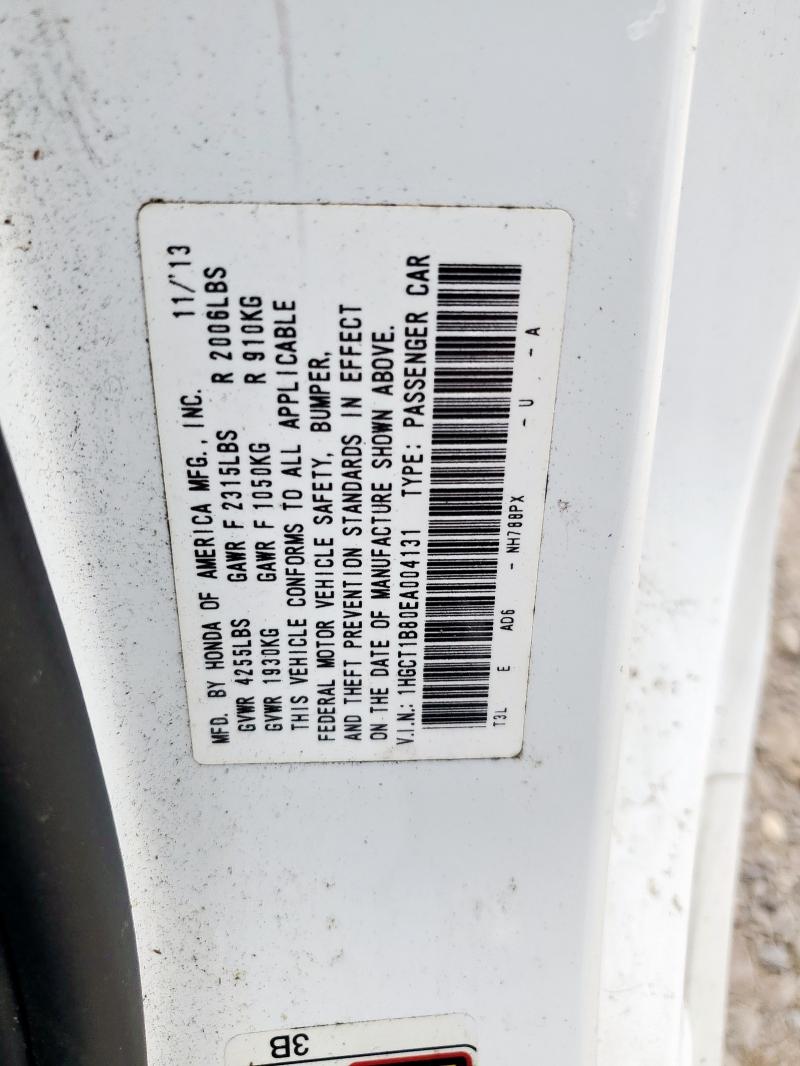 MFD. BY HONDA OF AMERICA MFG., INC. 11/'13
GVWR 4255LBS GAWR F 2315LBS R 2006LBS
GVWR 1930KG GAWR F 1050KG R 910KG
THIS VEHICLE CONFORMS TO ALL APPLICABLE
FEDERAL MOTOR VEHICLE SAFETY, BUMPER,
AND THEFT PREVENTION STANDARDS IN EFFECT
ON THE DATE OF MANUFACTURE SHOWN ABOVE.
V.I.N.: 1HGCT1B80EA004131 TYPE: PASSENGER CAR
T3L E AD6 - NH788PX - U - A
3B